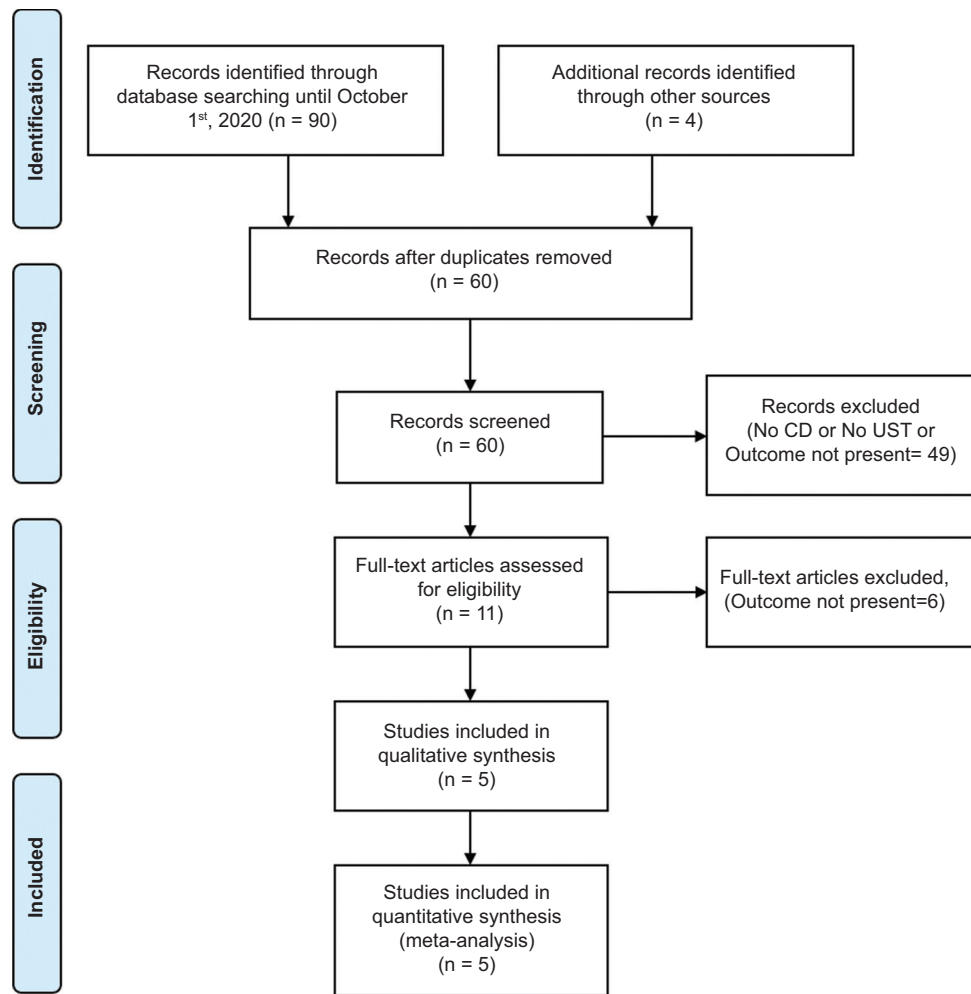 Identification
Records identified through
database searching until October
1st, 2020 (n = 90)
Additional records identified
through other sources
(n = 4)
Records after duplicates removed
(n = 60)
Screening
Records screened
(n = 60)
Records excluded
(No CD or No UST or
Outcome not present= 49)
Eligibility
Full-text articles assessed
for eligibility
(n = 11)
Full-text articles excluded,
(Outcome not present=6)
Studies included in
qualitative synthesis
(n = 5)
Included
Studies included in
quantitative synthesis
(meta-analysis)
(n = 5)